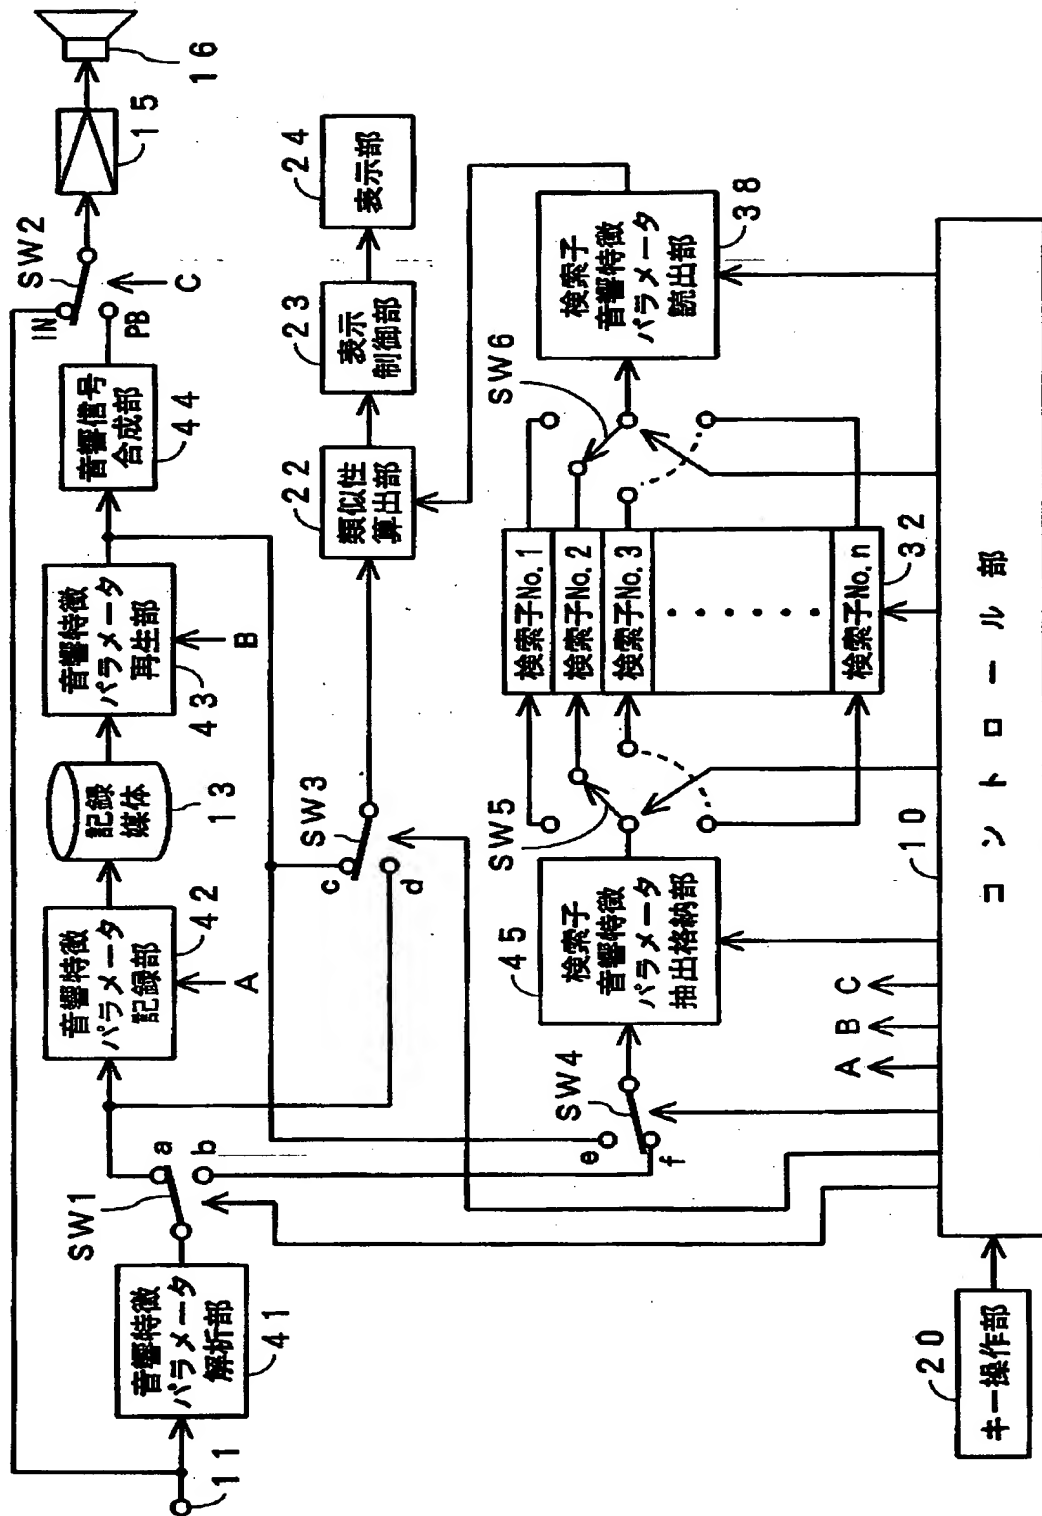 11
音響特徴
パラメータ
解析部
41
SW1
a
b
音響特徴
パラメータ
記録部
42
A
記録
媒体
13
音響特徴
パラメータ
再生部
43
B
音響信号
合成部
44
IN
PB
SW2
C
15
16
c
d
SW3
類似性
算出部
22
表示
制御部
23
表示部
24
e
f
SW4
検索子
音響特徴
パラメータ
抽出格納部
45
SW5
検索子No.1
検索子No.2
検索子No.3
検索子No.n
32
SW6
検索子
音響特徴
パラメータ
読出部
38
A
B
C
キー操作部
20
コントロール部
10